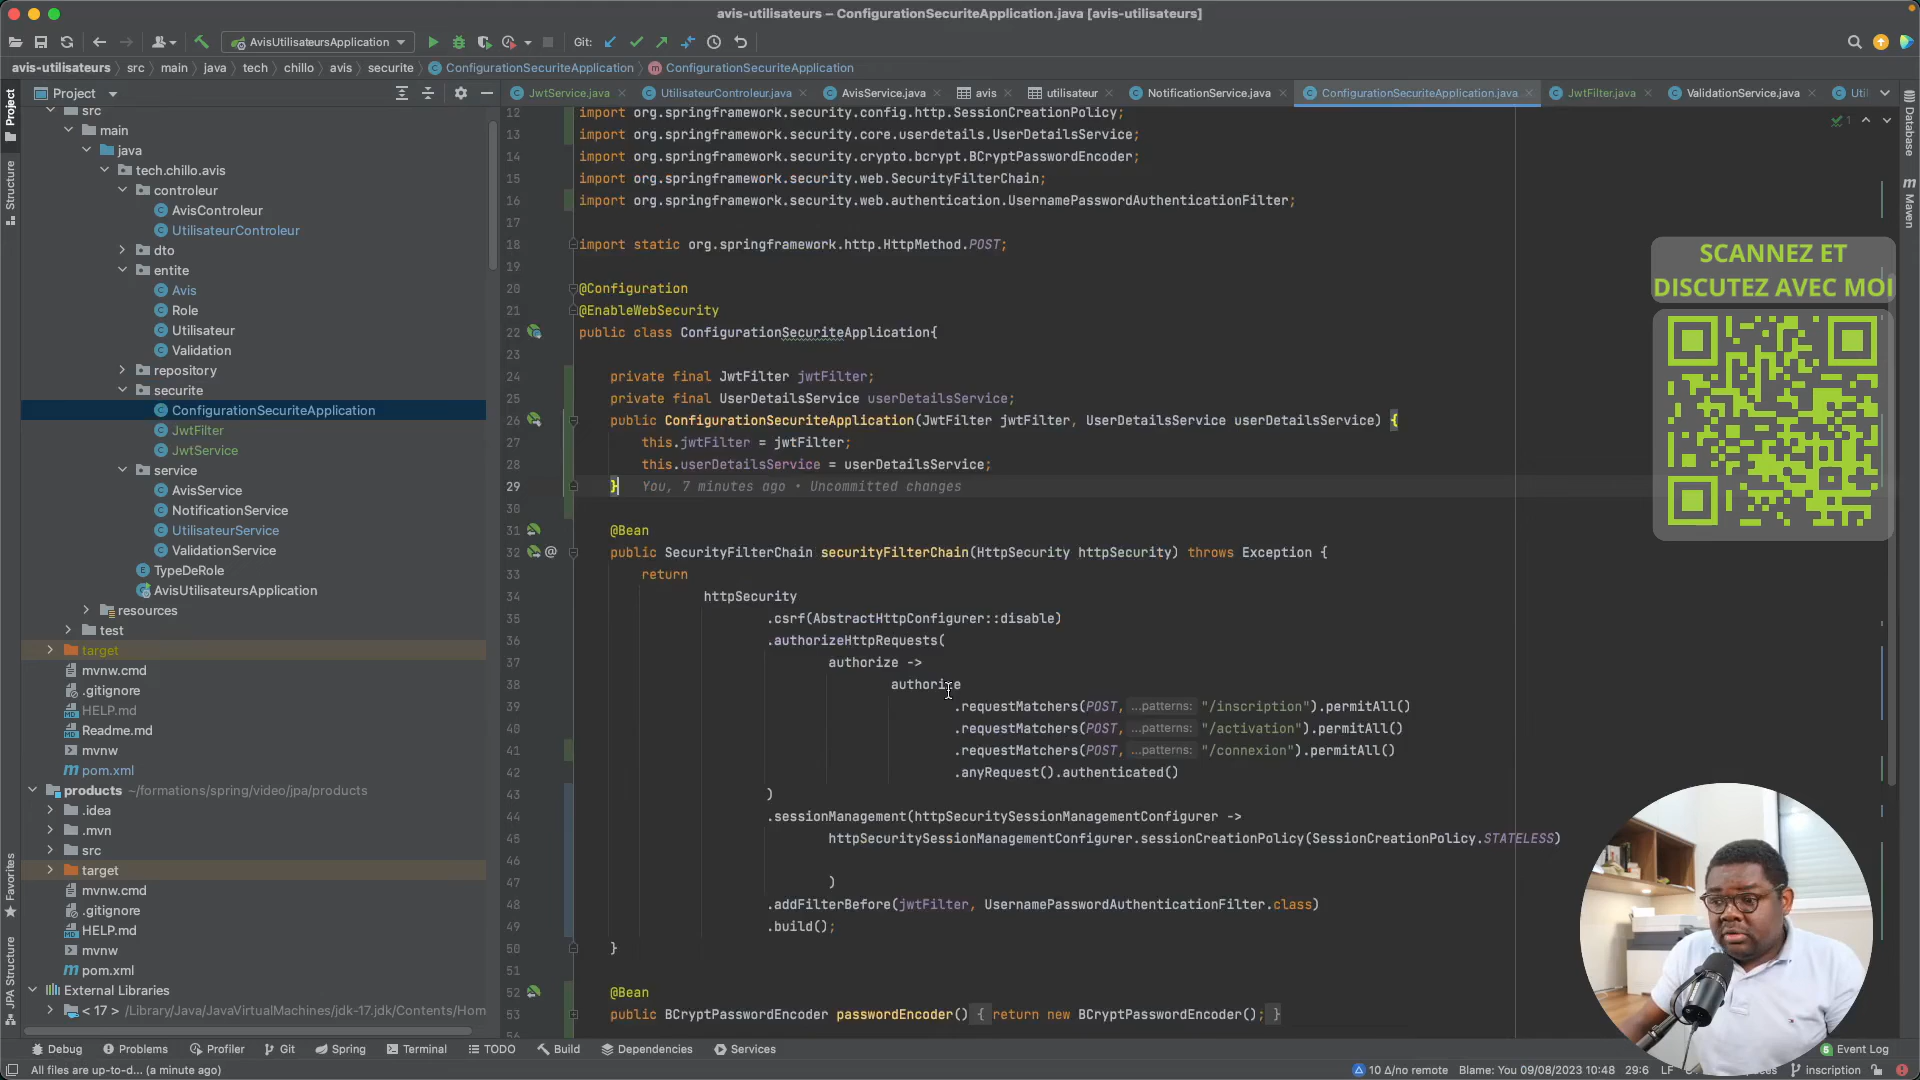 avis-utilisateurs – ConfigurationSecuriteApplication.java [avis-utilisateurs]
AvisUtilisateursApplication
Git:
avis-utilisateurs
src
main
java
tech
chillo
avis
securite
ConfigurationSecuriteApplication
ConfigurationSecuriteApplication
Project
JwtService.java
UtilisateurControleur.java
AvisService.java
avis
utilisateur
NotificationService.java
ConfigurationSecuriteApplication.java
JwtFilter.java
ValidationService.java
Uti
Project
Structure
Favorites
JPA Structure
Database
Maven
src
main
java
tech.chillo.avis
controleur
AvisControleur
UtilisateurControleur
dto
entite
Avis
Role
Utilisateur
Validation
repository
securite
ConfigurationSecuriteApplication
JwtFilter
JwtService
service
AvisService
NotificationService
UtilisateurService
ValidationService
TypeDeRole
AvisUtilisateursApplication
resources
test
target
mvnw.cmd
.gitignore
HELP.md
Readme.md
mvnw
pom.xml
products ~/formations/spring/video/jpa/products
.idea
.mvn
src
target
mvnw.cmd
.gitignore
HELP.md
mvnw
pom.xml
External Libraries
< 17 > /Library/Java/JavaVirtualMachines/jdk-17.jdk/Contents/Hom
12 import org.springframework.security.config.http.SessionCreationPolicy;
13 import org.springframework.security.core.userdetails.UserDetailsService;
14 import org.springframework.security.crypto.bcrypt.BCryptPasswordEncoder;
15 import org.springframework.security.web.SecurityFilterChain;
16 import org.springframework.security.web.authentication.UsernamePasswordAuthenticationFilter;
17
18 import static org.springframework.http.HttpMethod.POST;
19
20 @Configuration
21 @EnableWebSecurity
22 public class ConfigurationSecuriteApplication{
23
24 private final JwtFilter jwtFilter;
25 private final UserDetailsService userDetailsService;
26 public ConfigurationSecuriteApplication(JwtFilter jwtFilter, UserDetailsService userDetailsService) {
27 this.jwtFilter = jwtFilter;
28 this.userDetailsService = userDetailsService;
29 } You, 7 minutes ago • Uncommitted changes
30
31 @Bean
32 @ public SecurityFilterChain securityFilterChain(HttpSecurity httpSecurity) throws Exception {
33 return
34 httpSecurity
35 .csrf(AbstractHttpConfigurer::disable)
36 .authorizeHttpRequests(
37 authorize ->
38 authorize
39 .requestMatchers(POST, ...patterns: "/inscription").permitAll()
40 .requestMatchers(POST, ...patterns: "/activation").permitAll()
41 .requestMatchers(POST, ...patterns: "/connexion").permitAll()
42 .anyRequest().authenticated()
43 )
44 .sessionManagement(httpSecuritySessionManagementConfigurer ->
45 httpSecuritySessionManagementConfigurer.sessionCreationPolicy(SessionCreationPolicy.STATELESS)
46
47 )
48 .addFilterBefore(jwtFilter, UsernamePasswordAuthenticationFilter.class)
49 .build();
50 }
51
52 @Bean
53 public BCryptPasswordEncoder passwordEncoder() { return new BCryptPasswordEncoder(); }
1
SCANNEZ ET
DISCUTEZ AVEC MOI
Debug
Problems
Profiler
Git
Spring
Terminal
TODO
Build
Dependencies
Services
6 Event Log
All files are up-to-d... (a minute ago)
10 Δ/no remote
Blame: You 09/08/2023 10:48
29:6
LF
inscription